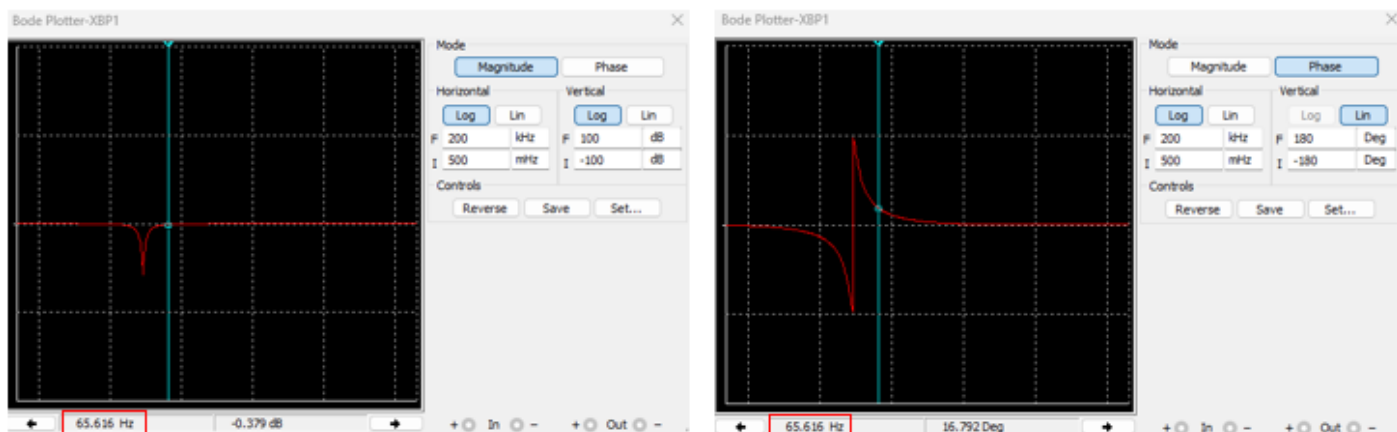 Bode Plotter-XBP1
Mode
Magnitude Phase
Horizontal Vertical
Log Lin Log Lin
F 200 kHz F 100 dB
I 500 mHz I -100 dB
Controls
Reverse Save Set...
65.616 Hz -0.379 dB + In - + Out -
Bode Plotter-XBP1
Mode
Magnitude Phase
Horizontal Vertical
Log Lin Log Lin
F 200 kHz F 180 Deg
I 500 mHz I -180 Deg
Controls
Reverse Save Set...
65.616 Hz 16.792 Deg + In - + Out -